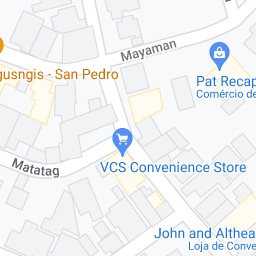 Mayaman
gusngis - San Pedro
Pat Recap
Comércio de
Matatag
VCS Convenience Store
John and Althea
Loja de Conve